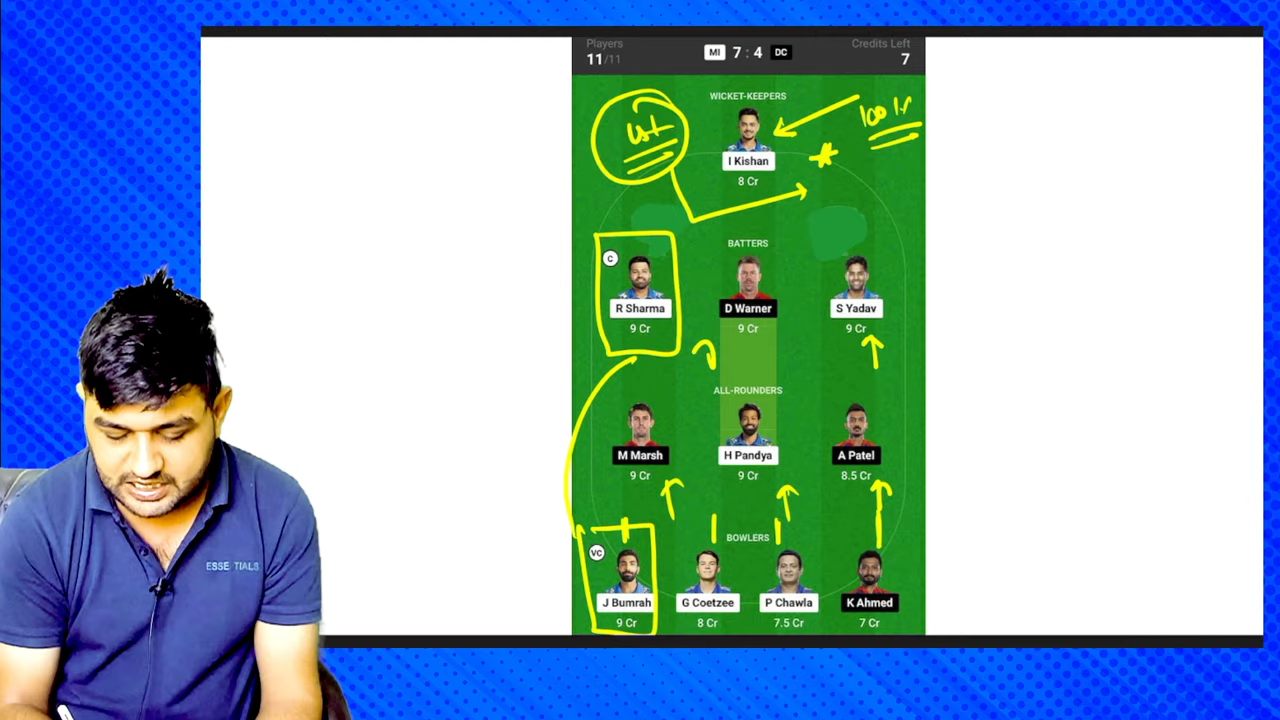 Players
11/11
MI 7 : 4 DC
Credits Left
7
WICKET-KEEPERS
I Kishan
8 Cr
BATTERS
C
R Sharma
9 Cr
D Warner
9 Cr
S Yadav
9 Cr
ALL-ROUNDERS
M Marsh
9 Cr
H Pandya
9 Cr
A Patel
8.5 Cr
BOWLERS
VC
J Bumrah
9 Cr
G Coetzee
8 Cr
P Chawla
7.5 Cr
K Ahmed
7 Cr
ESSE TIALS